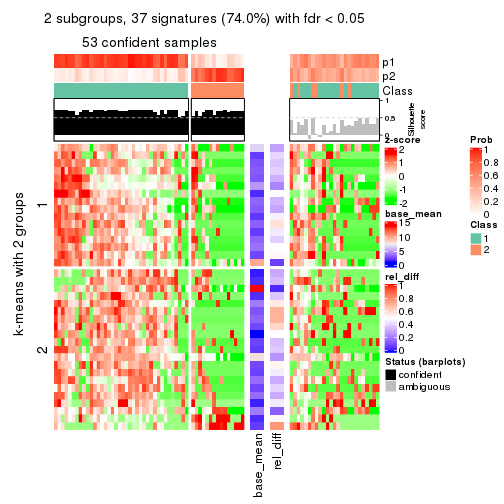 2 subgroups, 37 signatures (74.0%) with fdr < 0.05
53 confident samples
p1
p2
Class
1
0.5
0
Silhouette
score
k-means with 2 groups
1
2
base_mean
rel_diff
z-score
2
1
0
-1
-2
base_mean
15
10
5
0
rel_diff
1
0.8
0.6
0.4
0.2
0
Status (barplots)
confident
ambiguous
Prob
1
0.8
0.6
0.4
0.2
0
Class
1
2